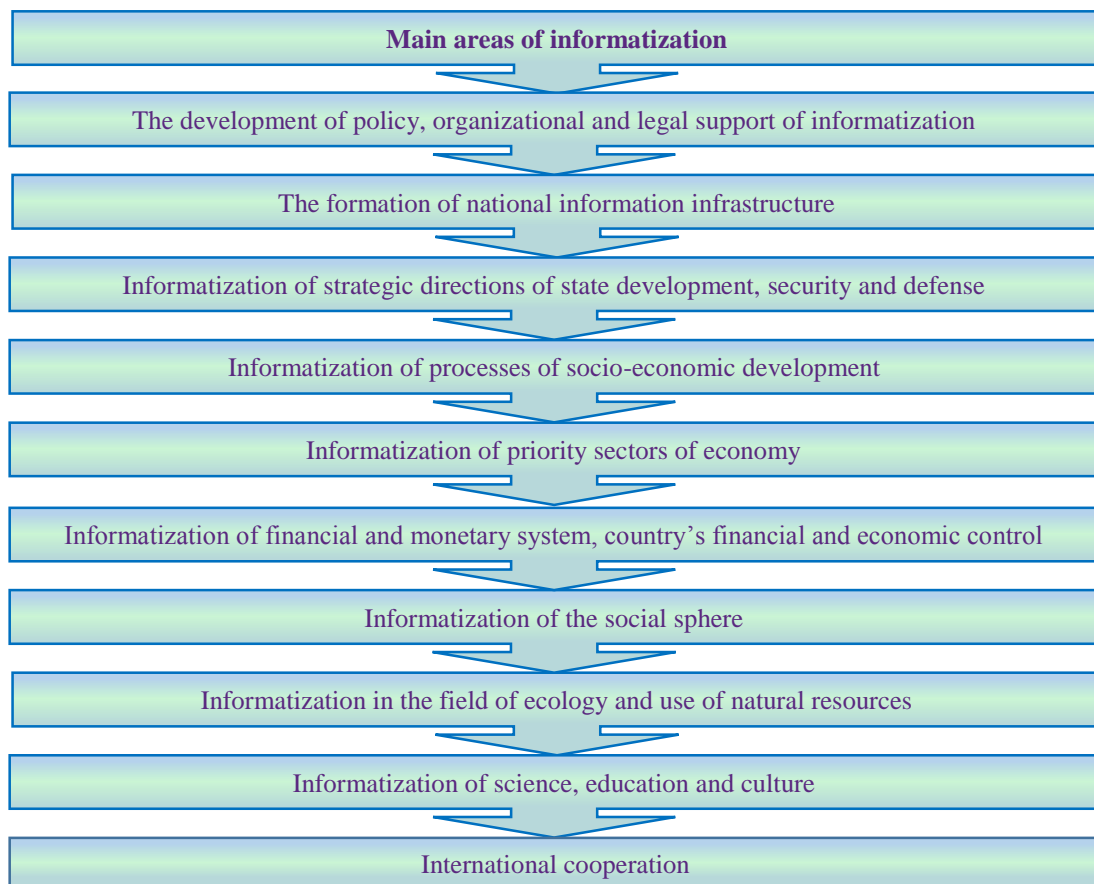 Main areas of informatization
The development of policy, organizational and legal support of informatization
The formation of national information infrastructure
Informatization of strategic directions of state development, security and defense
Informatization of processes of socio-economic development
Informatization of priority sectors of economy
Informatization of financial and monetary system, country’s financial and economic control
Informatization of the social sphere
Informatization in the field of ecology and use of natural resources
Informatization of science, education and culture
International cooperation